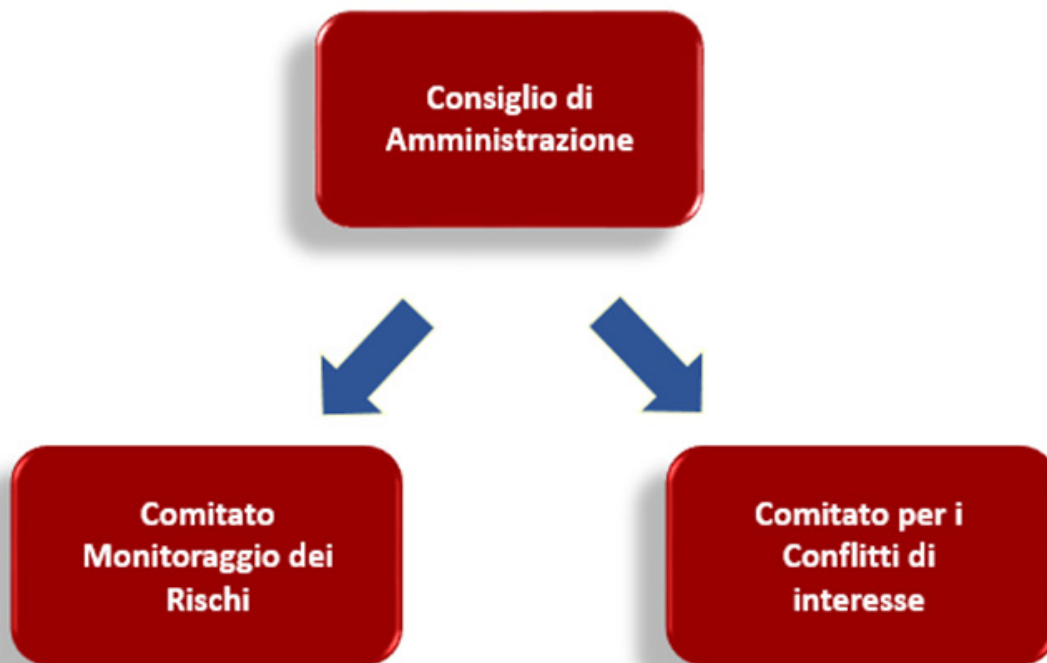 Consiglio di
Amministrazione
Comitato
Monitoraggio dei
Rischi
Comitato per i
Conflitti di
interesse